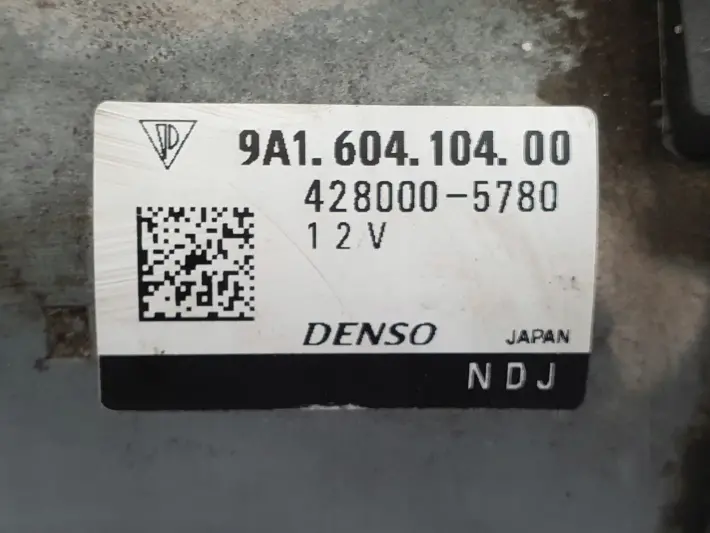 9A1.604.104.00
428000-5780
12V
DENSO JAPAN
NDJ